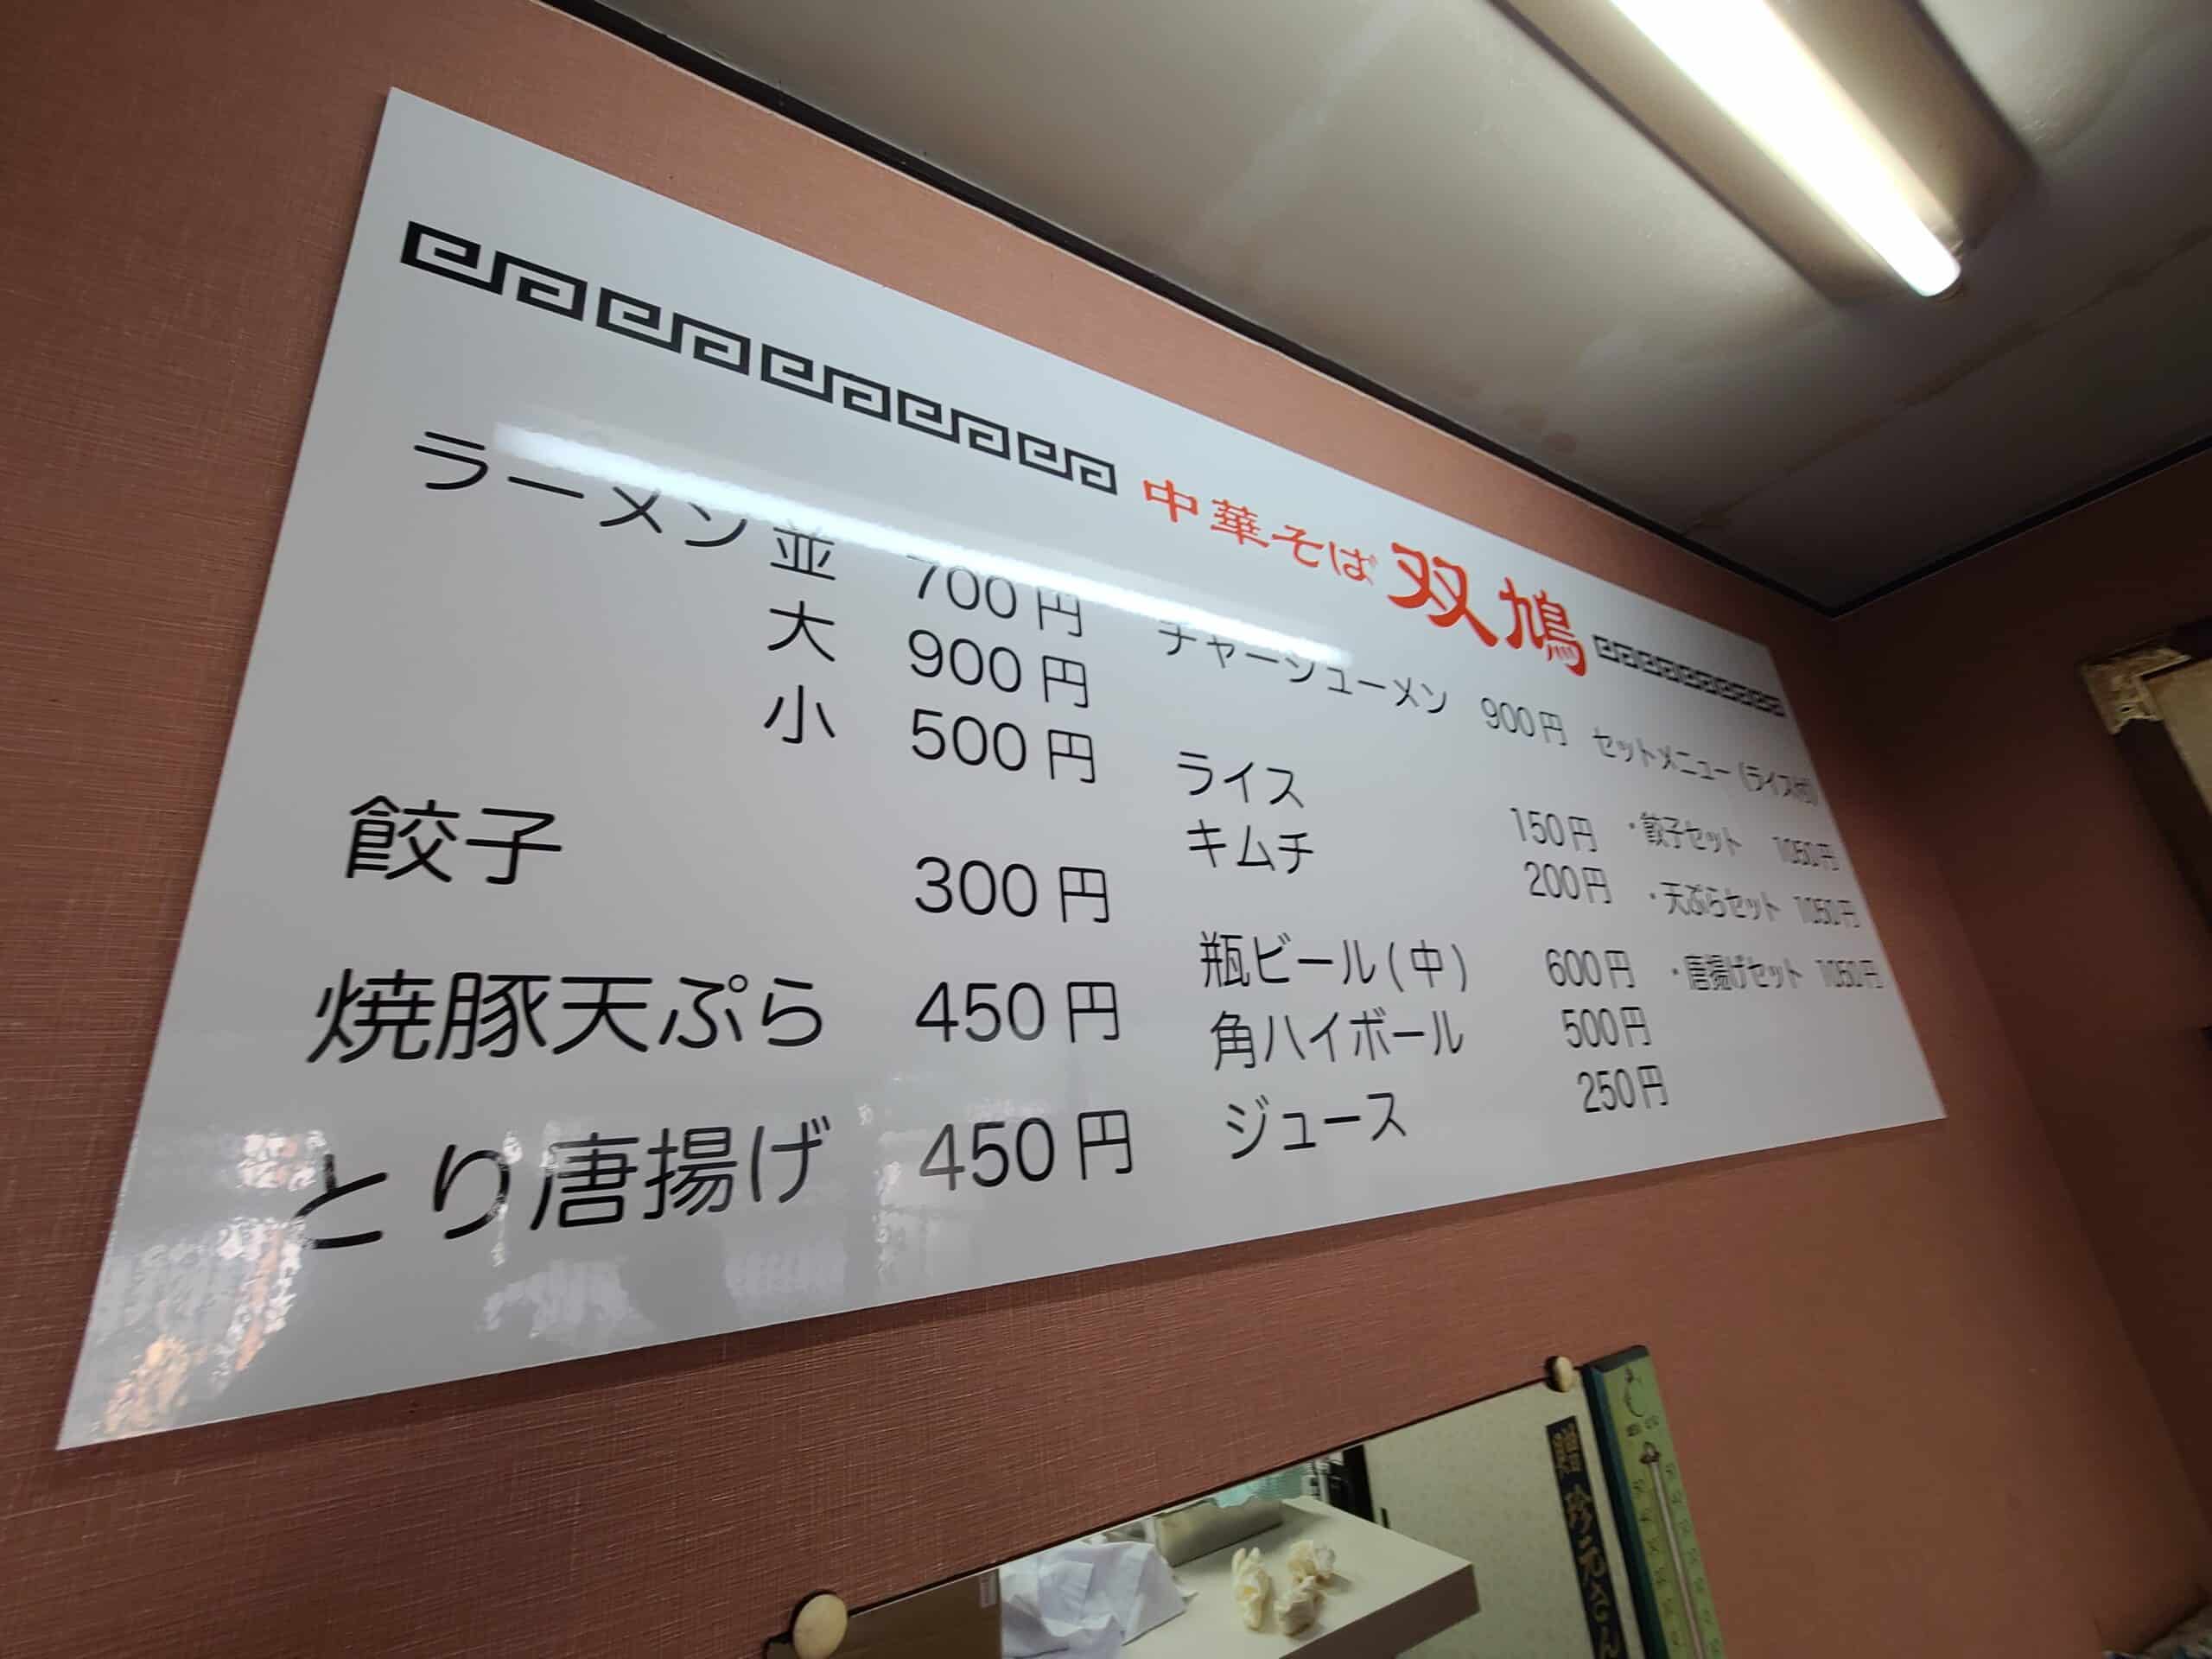 中華そば 双鳩
ラーメン 並 700円
大 900円
小 500円
餃子 300円
焼豚天ぷら 450円
とり唐揚げ 450円
チャーシューメン 900円
ライス 150円
キムチ 200円
瓶ビール(中) 600円
角ハイボール 500円
ジュース 250円
セットメニュー(ライス付)
・餃子セット 1050円
・天ぷらセット 1050円
・唐揚げセット 1050円
贈 珍元さん